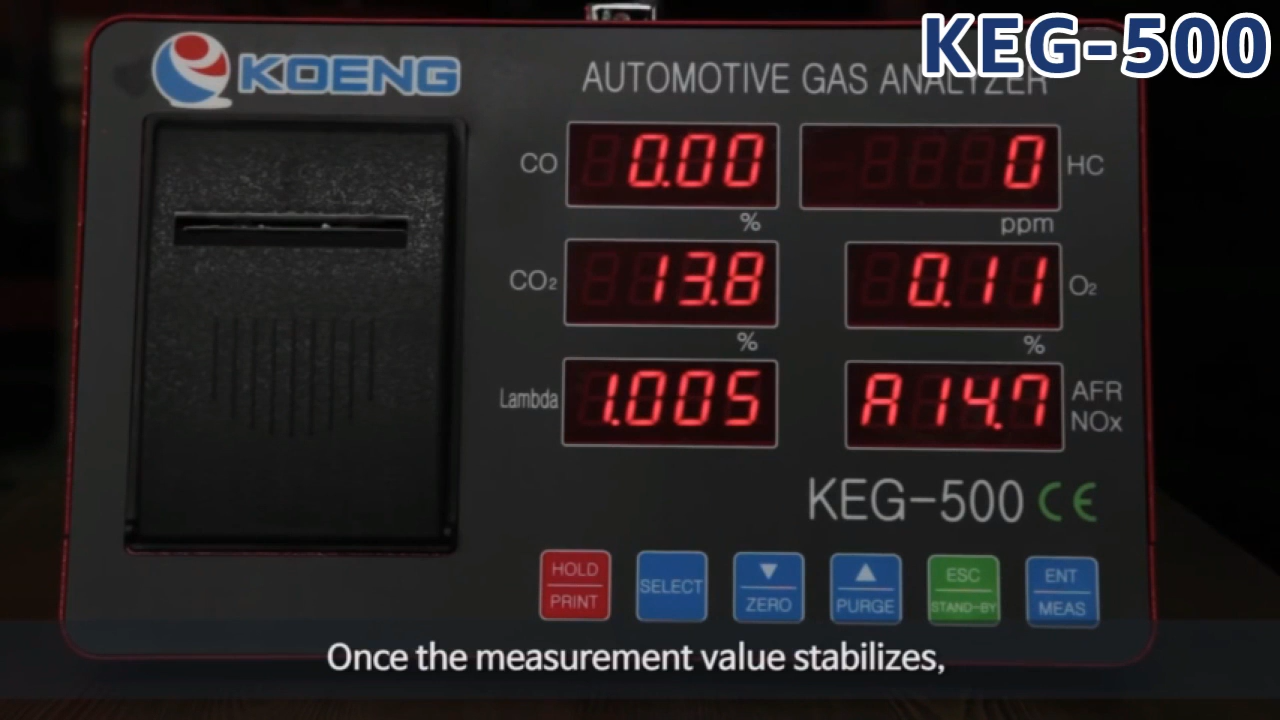 KEG-500
KOENG
AUTOMOTIVE GAS ANALYZER
CO 0.00 %
0 HC ppm
CO₂ 13.8 %
0.11 O₂ %
Lambda 1.005
A14.7 AFR NOx
KEG-500 CE
HOLD PRINT
SELECT
▼ ZERO
▲ PURGE
ESC STAND-BY
ENT MEAS
Once the measurement value stabilizes,